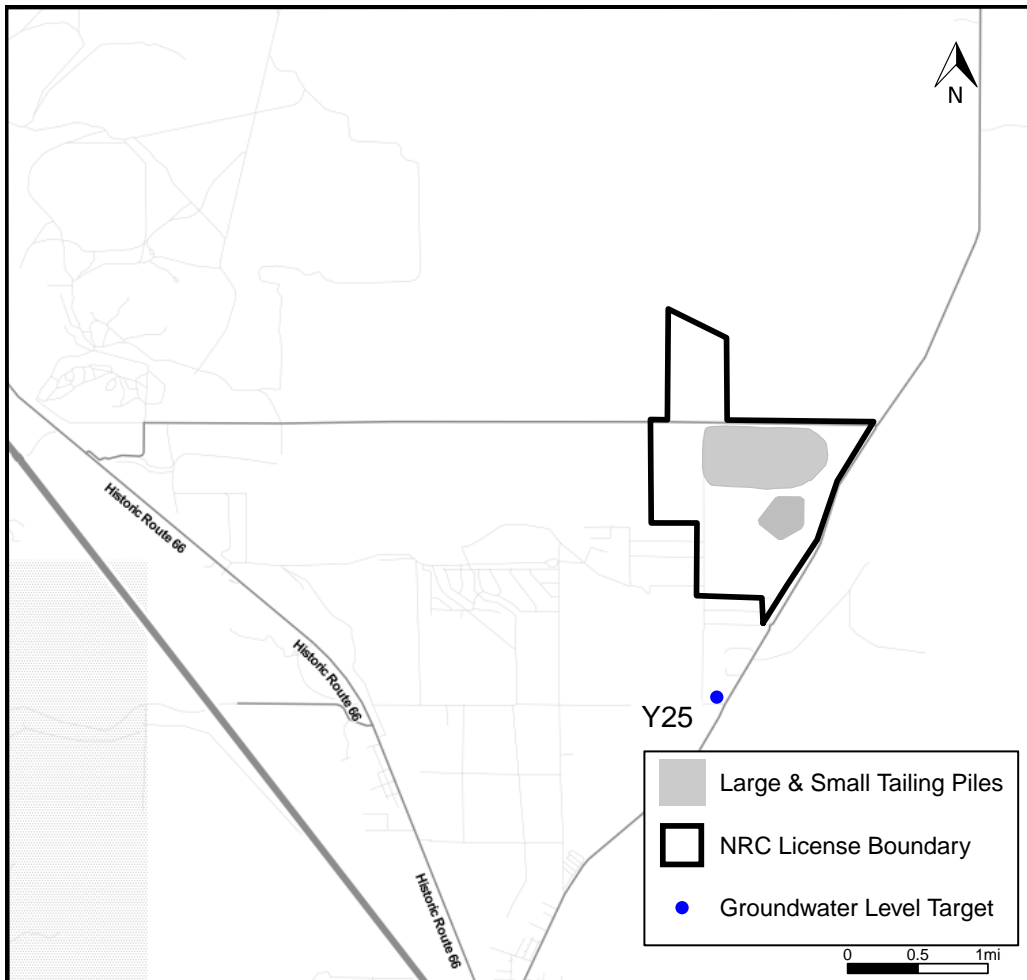 N
Historic Route 66
Historic Route 66
Y25
Large & Small Tailing Piles
NRC License Boundary
Historic Route 66
Groundwater Level Target
0 0.5 1mi